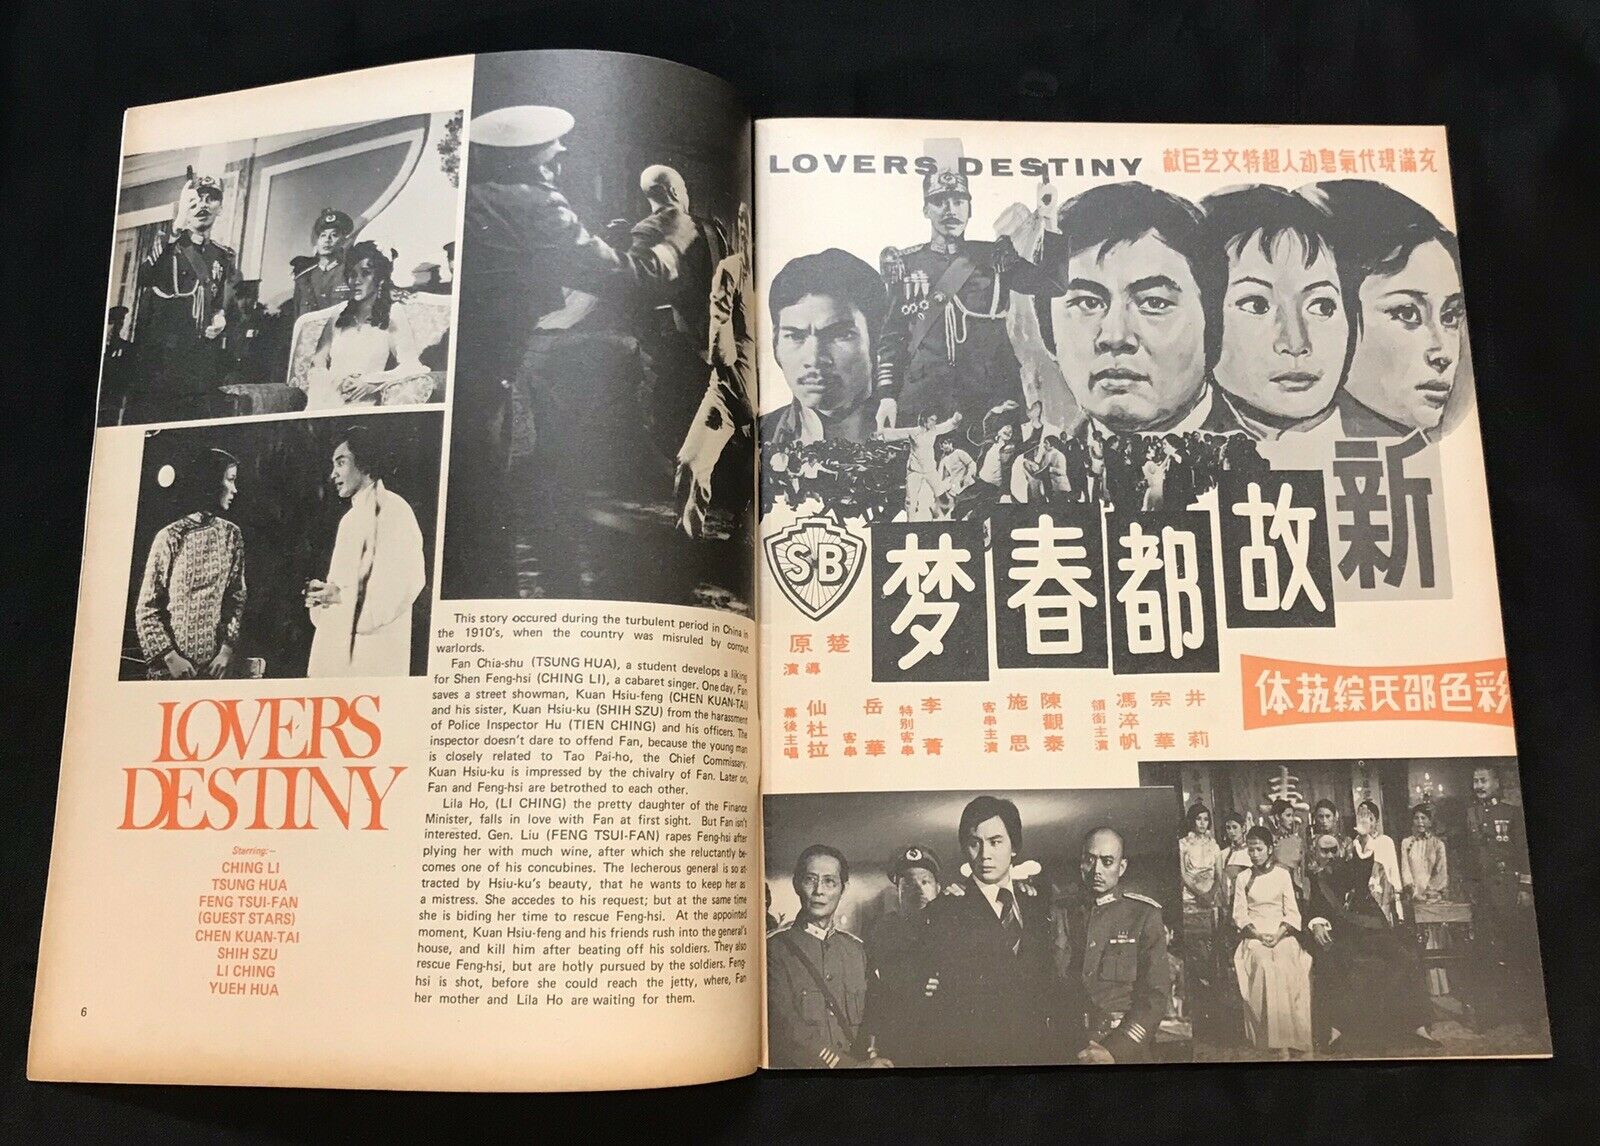 LOVERS
DESTINY
Starring:-
CHING LI
TSUNG HUA
FENG TSUI-FAN
(GUEST STARS)
CHEN KUAN-TAI
SHIH SZU
LI CHING
YUEH HUA
6
This story occured during the turbulent period in China in
the 1910's, when the country was misruled by corrupt
warlords.
Fan Chia-shu (TSUNG HUA), a student develops a liking
for Shen Feng-hsi (CHING LI), a cabaret singer. One day, Fan
saves a street showman, Kuan Hsiu-feng (CHEN KUAN-TAI)
and his sister, Kuan Hsiu-ku (SHIH SZU) from the harassment
of Police Inspector Hu (TIEN CHING) and his officers. The
inspector doesn't dare to offend Fan, because the young man
is closely related to Tao Pai-ho, the Chief Commissary.
Kuan Hsiu-ku is impressed by the chivalry of Fan. Later on,
Fan and Feng-hsi are betrothed to each other.
Lila Ho, (LI CHING) the pretty daughter of the Finance
Minister, falls in love with Fan at first sight. But Fan isn't
interested. Gen. Liu (FENG TSUI-FAN) rapes Feng-hsi after
plying her with much wine, after which she reluctantly be-
comes one of his concubines. The lecherous general is so at-
tracted by Hsiu-ku's beauty, that he wants to keep her as
a mistress. She accedes to his request; but at the same time
she is biding her time to rescue Feng-hsi. At the appointed
moment, Kuan Hsiu-feng and his friends rush into the general's
house, and kill him after beating off his soldiers. They also
rescue Feng-hsi, but are hotly pursued by the soldiers. Feng-
hsi is shot, before she could reach the jetty, where, Fan
her mother and Lila Ho are waiting for them.
LOVERS DESTINY
献巨艺文特超人动息氣代現滿充
新
故
都
春
梦
SB
彩色邵氏綜藝体
井莉
宗華
馮淬帆
領衔主演
陳觀泰
施思
客串主演
李菁
特别客串
岳華
客串
仙杜拉
幕後主唱
楚原
導演